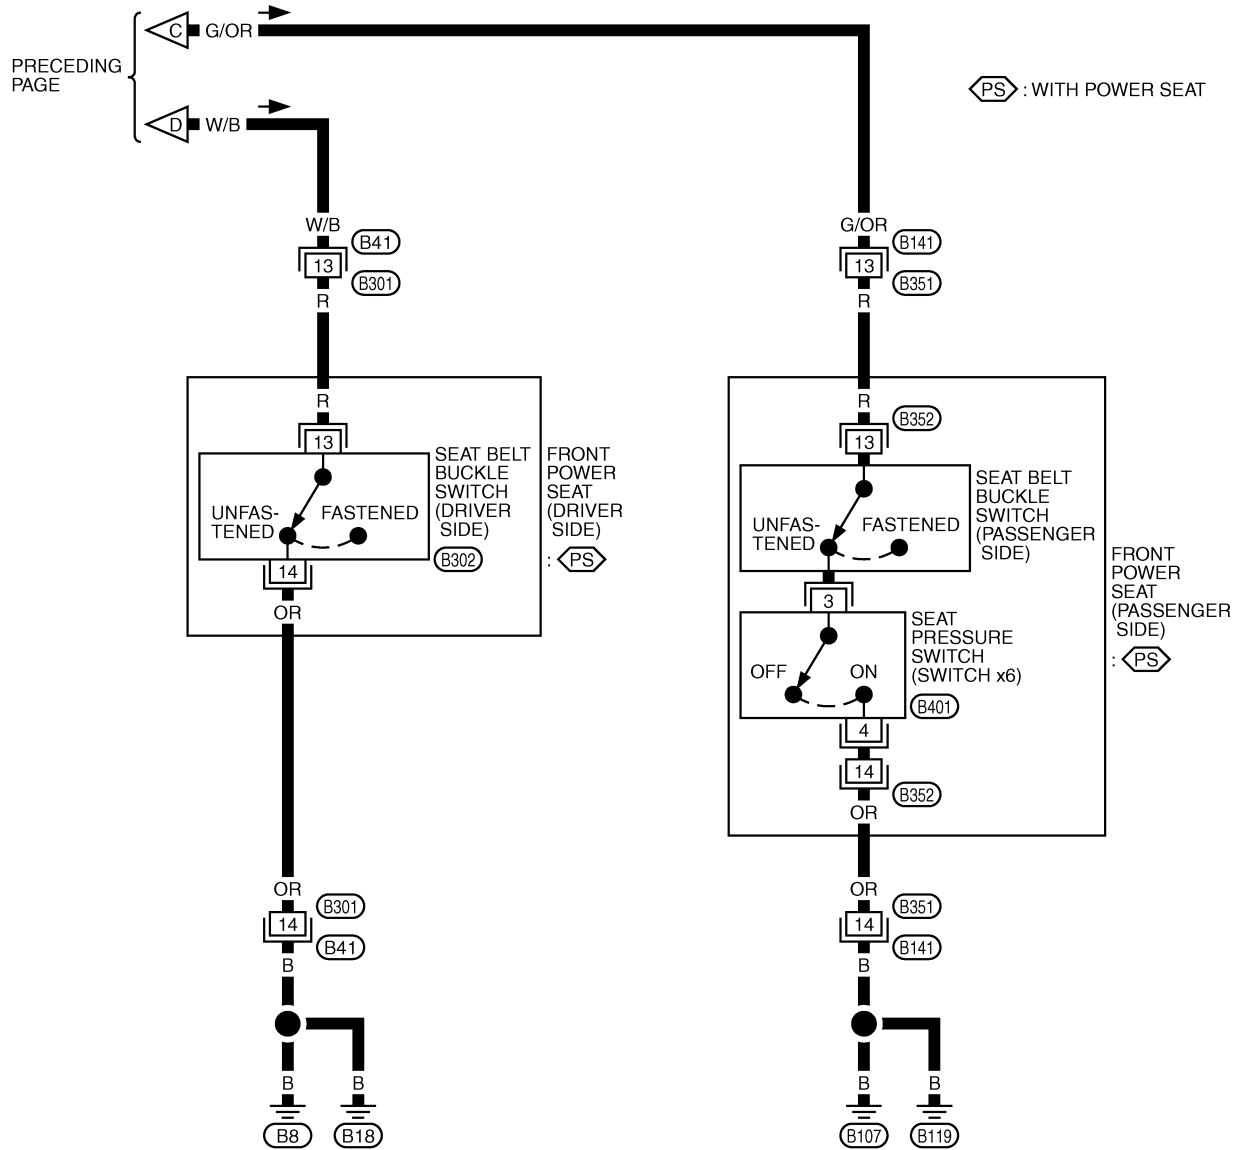 C G/OR
PRECEDING
PAGE
D W/B
PS : WITH POWER SEAT
W/B
B41
13
B301
R
G/OR
B141
13
B351
R
R
13
SEAT BELT
BUCKLE
SWITCH
(DRIVER
SIDE)
B302
UNFAS-
TENED
FASTENED
14
OR
FRONT
POWER
SEAT
(DRIVER
SIDE)
: PS
R
B352
13
SEAT BELT
BUCKLE
SWITCH
(PASSENGER
SIDE)
UNFAS-
TENED
FASTENED
3
SEAT
PRESSURE
SWITCH
(SWITCH x6)
B401
OFF
ON
4
14
B352
OR
FRONT
POWER
SEAT
(PASSENGER
SIDE)
: PS
OR
B301
14
B41
B
B
B
B8
B18
OR
B351
14
B141
B
B
B
B107
B119